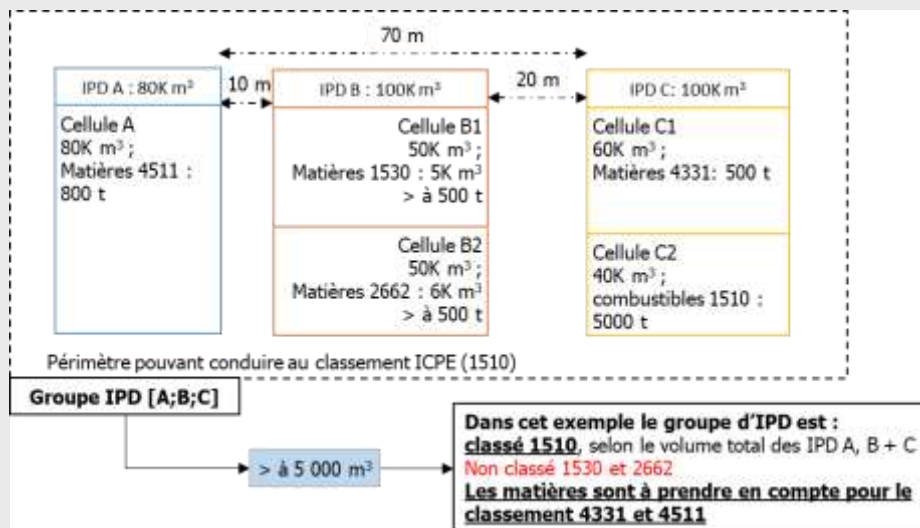 70 m
IPD A : 80K m³
10 m
IPD B : 100K m³
20 m
IPD C: 100K m³
Cellule A
80K m³ ;
Matières 4511 :
800 t
Cellule B1
50K m³ ;
Matières 1530 : 5K m³
> à 500 t
Cellule B2
50K m³ ;
Matières 2662 : 6K m³
> à 500 t
Cellule C1
60K m³ ;
Matières 4331: 500 t
Cellule C2
40K m³ ;
combustibles 1510 :
5000 t
Périmètre pouvant conduire au classement ICPE (1510)
Groupe IPD [A;B;C]
> à 5 000 m³
Dans cet exemple le groupe d'IPD est :
classé 1510, selon le volume total des IPD A, B + C
Non classé 1530 et 2662
Les matières sont à prendre en compte pour le
classement 4331 et 4511